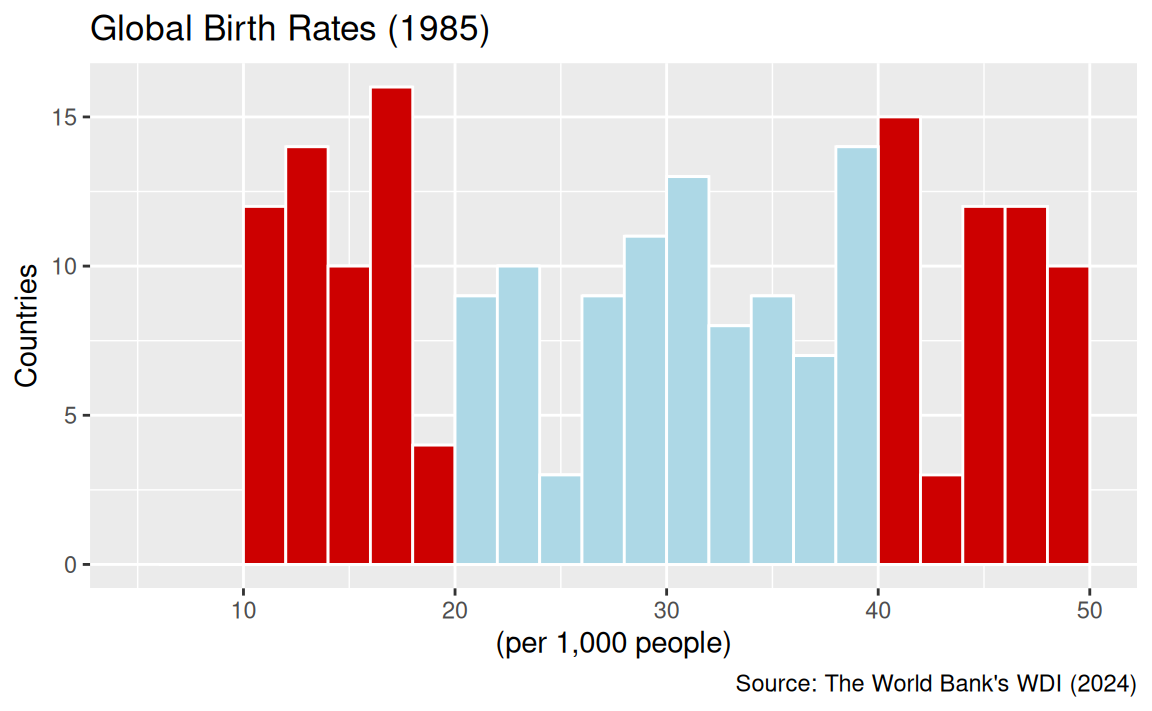 Global Birth Rates (1985)
15
10
5
0
Countries
10 20 30 40 50
(per 1,000 people)
Source: The World Bank's WDI (2024)